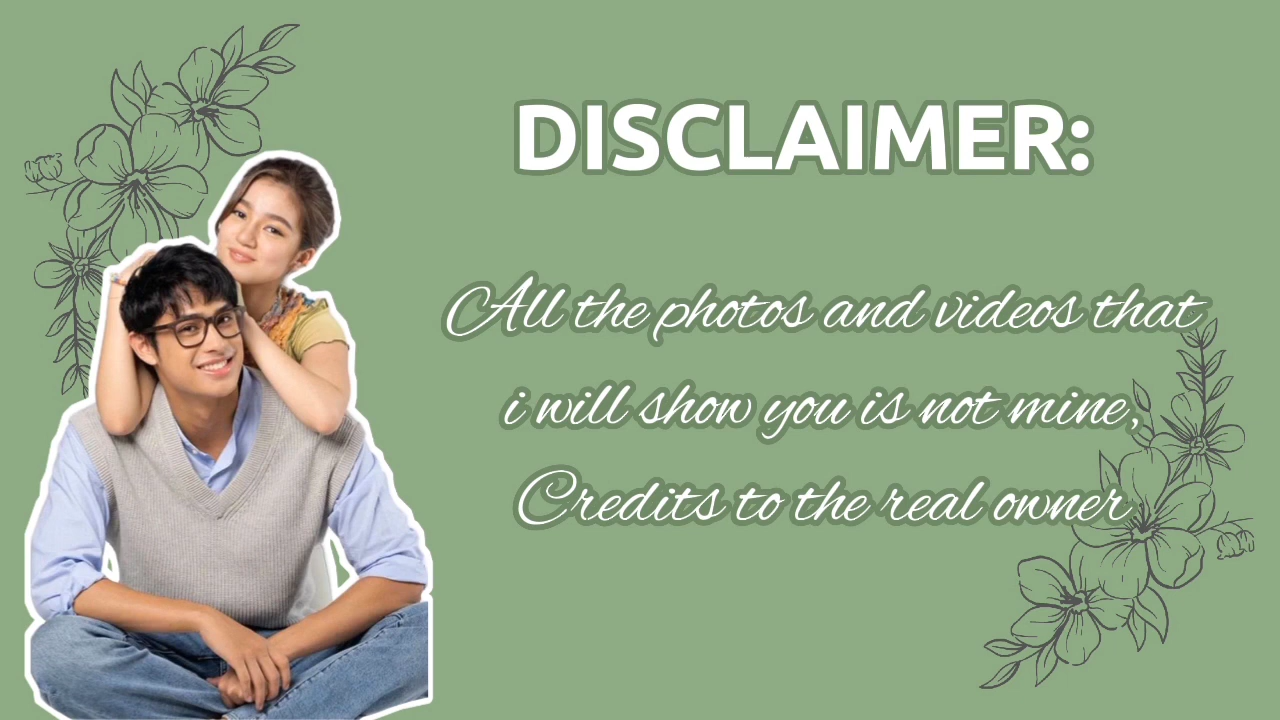 DISCLAIMER:
All the photos and videos that
i will show you is not mine,
Credits to the real owner